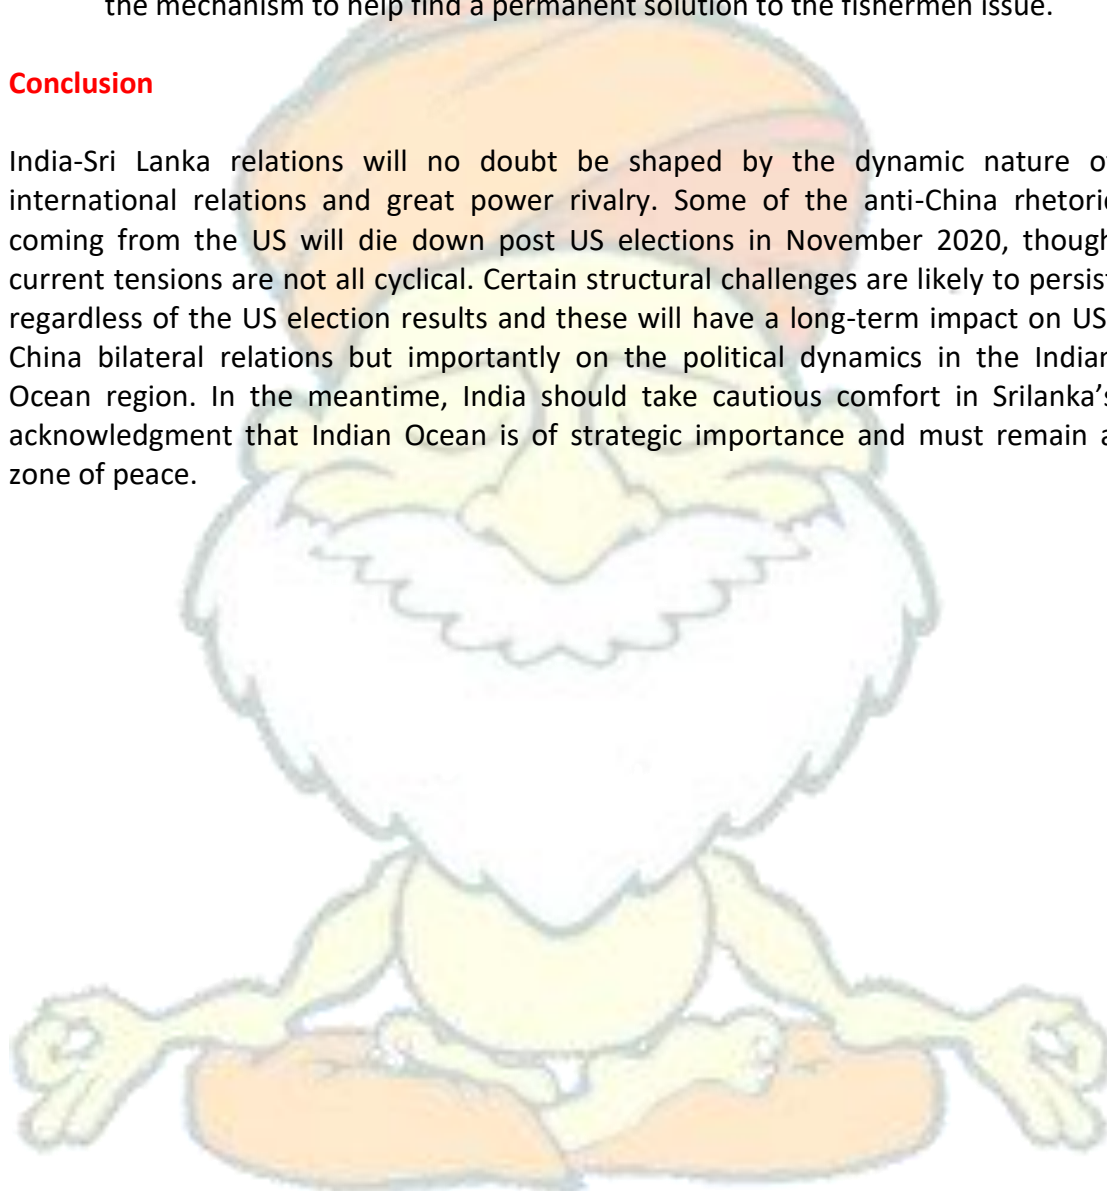 the mechanism to help find a permanent solution to the fishermen issue.
Conclusion
India-Sri Lanka relations will no doubt be shaped by the dynamic nature of
international relations and great power rivalry. Some of the anti-China rhetoric
coming from the US will die down post US elections in November 2020, though
current tensions are not all cyclical. Certain structural challenges are likely to persist
regardless of the US election results and these will have a long-term impact on US
China bilateral relations but importantly on the political dynamics in the Indian
Ocean region. In the meantime, India should take cautious comfort in Srilanka’s
acknowledgment that Indian Ocean is of strategic importance and must remain a
zone of peace.